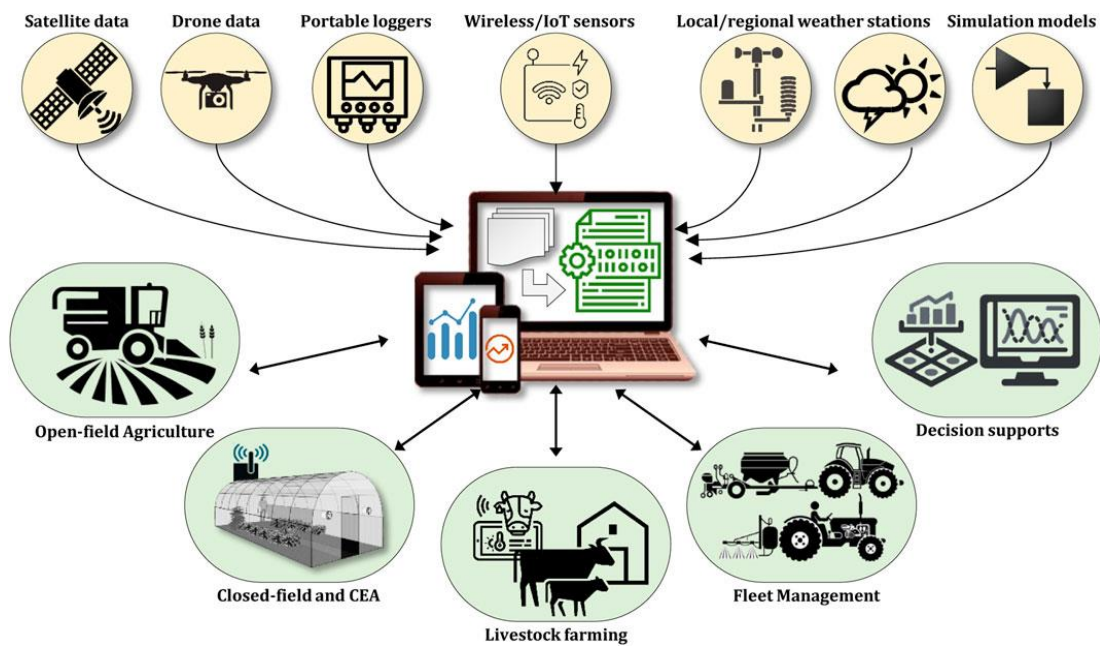 Satellite data
Drone data
Portable loggers
Wireless/IoT sensors
Local/regional weather stations
Simulation models
Open-field Agriculture
Decision supports
Closed-field and CEA
Fleet Management
Livestock farming